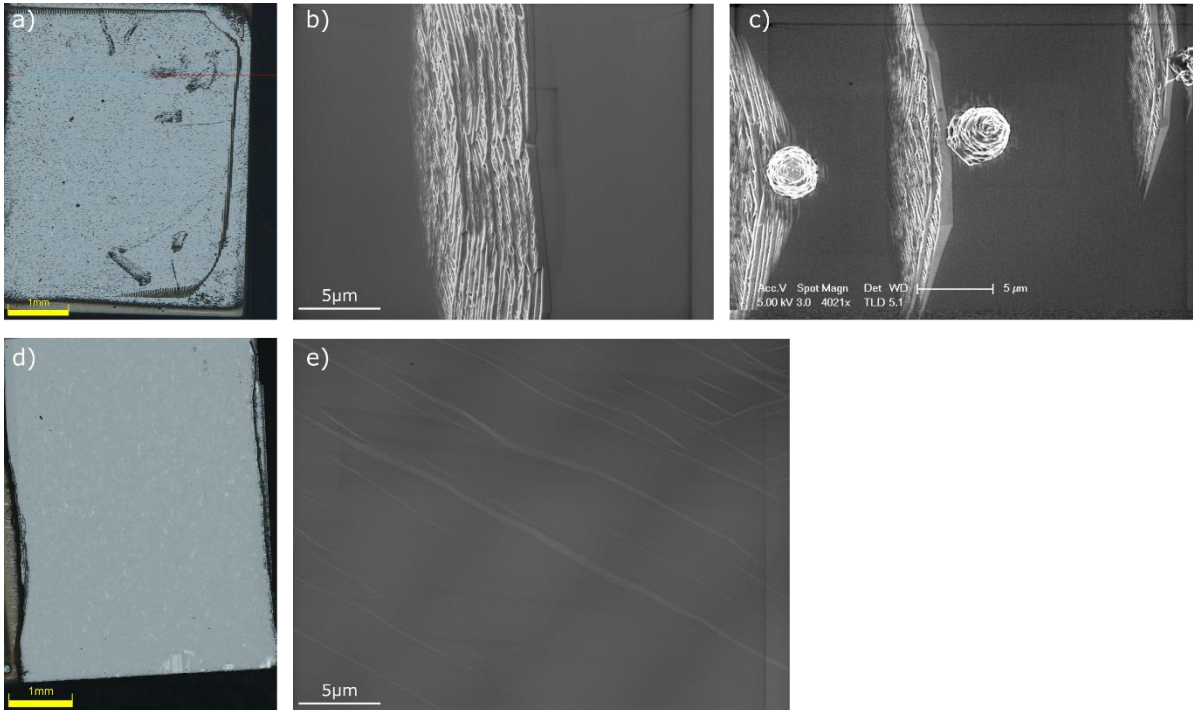 a)
b)
c)
1mm
5µm
Acc.V Spot Magn Det WD
5.00 kV 3.0 4021x TLD 5.1
5 µm
d)
e)
1mm
5µm